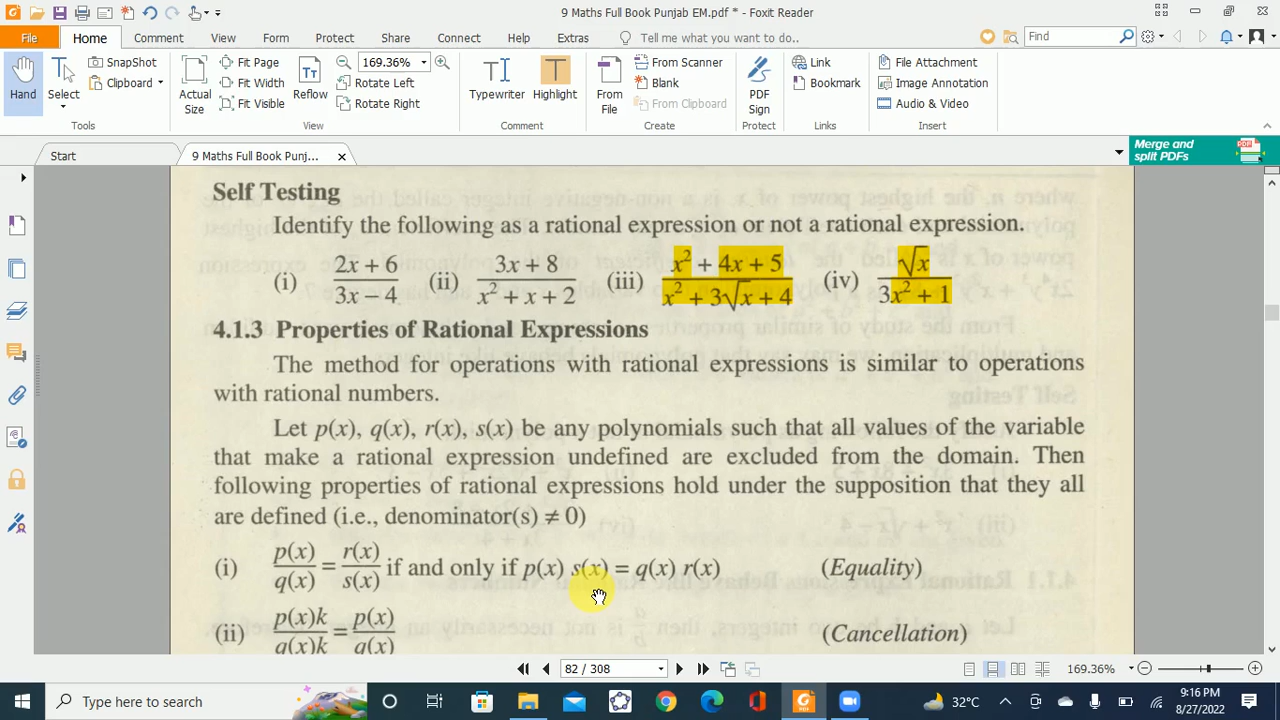 9 Maths Full Book Punjab EM.pdf * - Foxit Reader
File Home Comment View Form Protect Share Connect Help Extras Tell me what you want to do.. Find
Hand Select SnapShot Clipboard Actual Size Fit Page Fit Width Fit Visible Reflow 169.36% Rotate Left Rotate Right Typewriter Highlight From File From Scanner Blank From Clipboard PDF Sign Link Bookmark File Attachment Image Annotation Audio & Video
Tools View Comment Create Protect Links Insert
Start 9 Maths Full Book Punj... Merge and split PDFs
Self Testing
Identify the following as a rational expression or not a rational expression.
(i) (2x + 6)/(3x – 4) (ii) (3x + 8)/(x² + x + 2) (iii) (x² + 4x + 5)/(x² + 3√x + 4) (iv) √x/(3x² + 1)
4.1.3 Properties of Rational Expressions
The method for operations with rational expressions is similar to operations
with rational numbers.
Let p(x), q(x), r(x), s(x) be any polynomials such that all values of the variable
that make a rational expression undefined are excluded from the domain. Then
following properties of rational expressions hold under the supposition that they all
are defined (i.e., denominator(s) ≠ 0)
(i) p(x)/q(x) = r(x)/s(x) if and only if p(x) s(x) = q(x) r(x) (Equality)
(ii) p(x)k/q(x)k = p(x)/q(x) (Cancellation)
82 / 308 169.36%
Type here to search 32°C 9:16 PM
8/27/2022